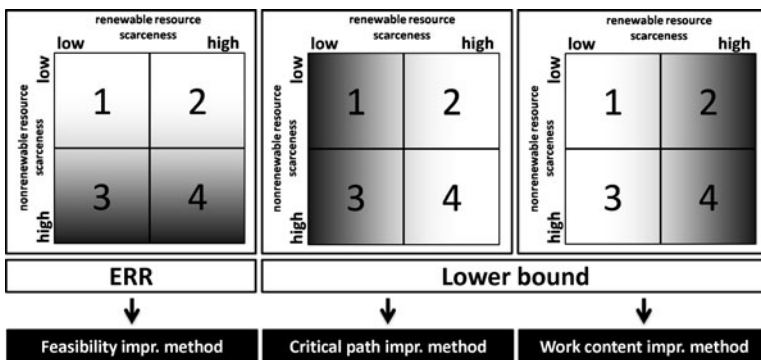 renewable resource
scarceness
low high
nonrenewable resource
scarceness
low
high
1 2
3 4
renewable resource
scarceness
low high
nonrenewable resource
scarceness
low
high
1 2
3 4
renewable resource
scarceness
low high
nonrenewable resource
scarceness
low
high
1 2
3 4
ERR
Lower bound
Feasibility impr. method
Critical path impr. method
Work content impr. method